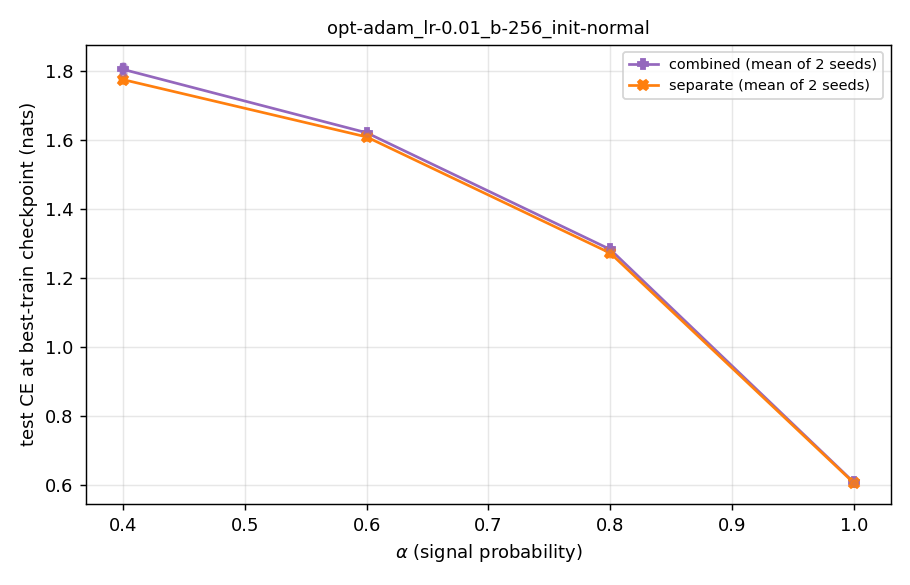 opt-adam_lr-0.01_b-256_init-normal
combined (mean of 2 seeds)
separate (mean of 2 seeds)
test CE at best-train checkpoint (nats)
1.8
1.6
1.4
1.2
1.0
0.8
0.6
0.4
0.5
0.6
0.7
0.8
0.9
1.0
α (signal probability)